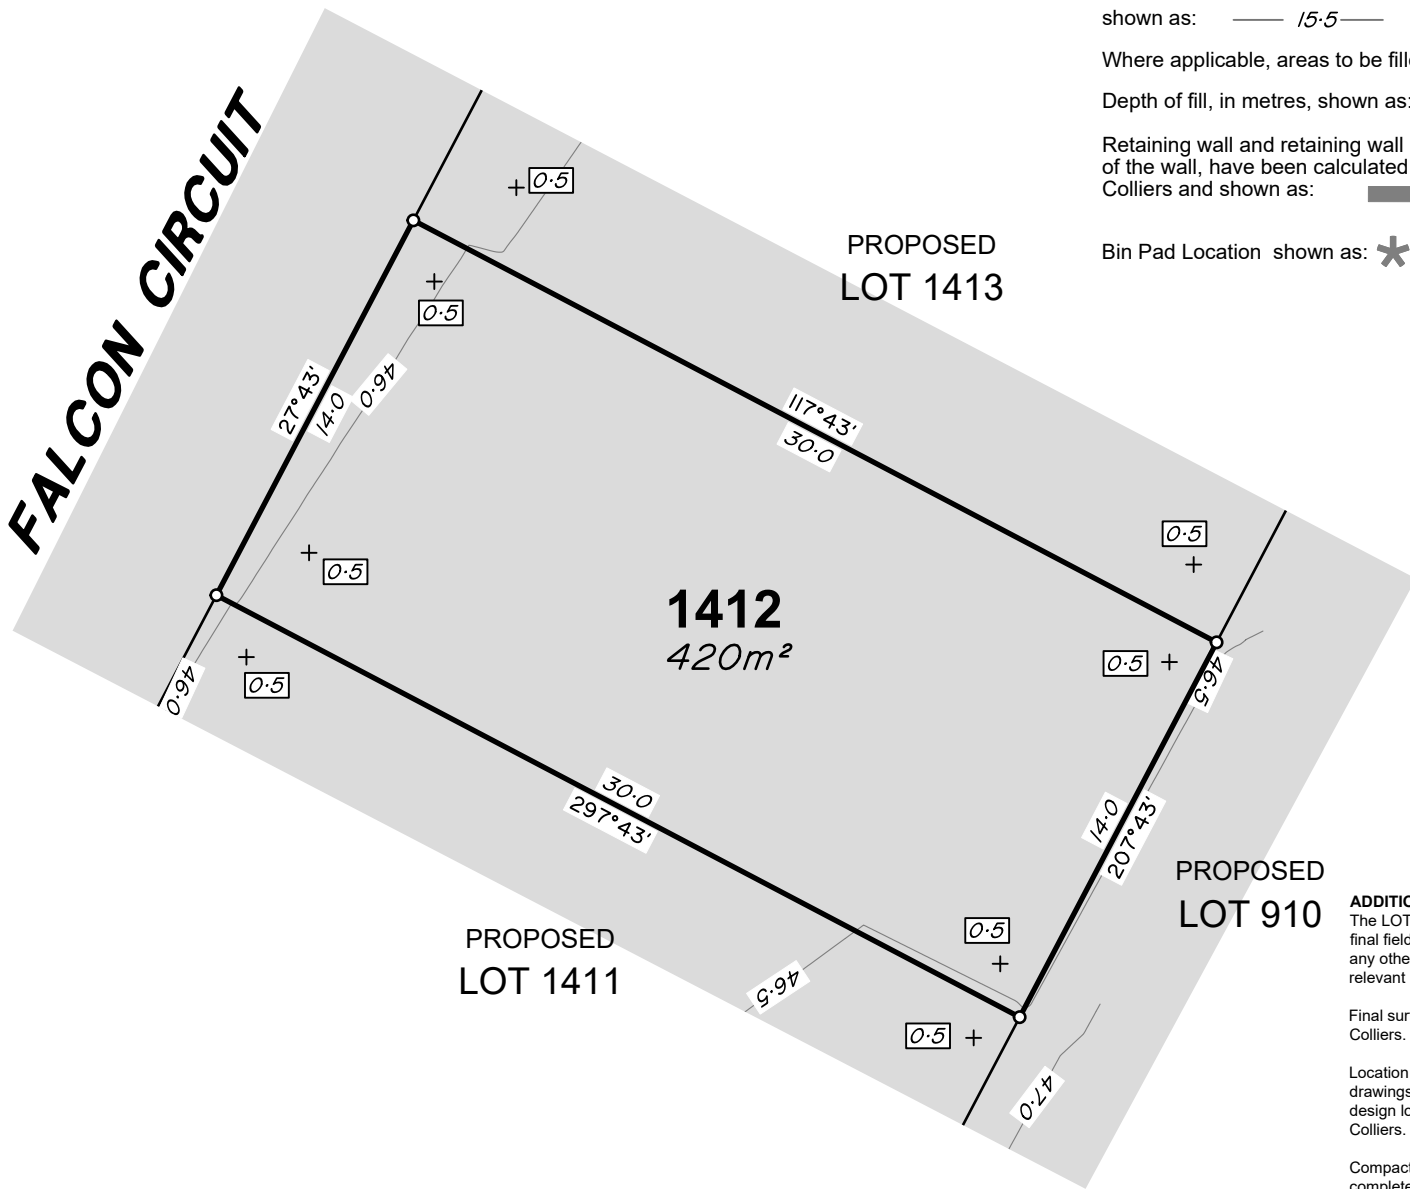 shown as: 15·5
Where applicable, areas to be
Depth of fill, in metres, shown as:
Retaining wall and retaining wall
of the wall, have been calculated
Colliers and shown as:
Bin Pad Location shown as:
FALCON CIRCUIT
0·5
PROPOSED
LOT 1413
0·5
27°43'
14·0
46·0
117°43'
30·0
0·5
0·5
1412
420m²
0·5
0·5
46·0
46·5
30·0
297°43'
14·0
207°43'
PROPOSED
LOT 910
PROPOSED
LOT 1411
0·5
46·5
0·5
47·0
The LOT
final field
any
relevant
Final
Colliers.
Location
drawings
design
Colliers.